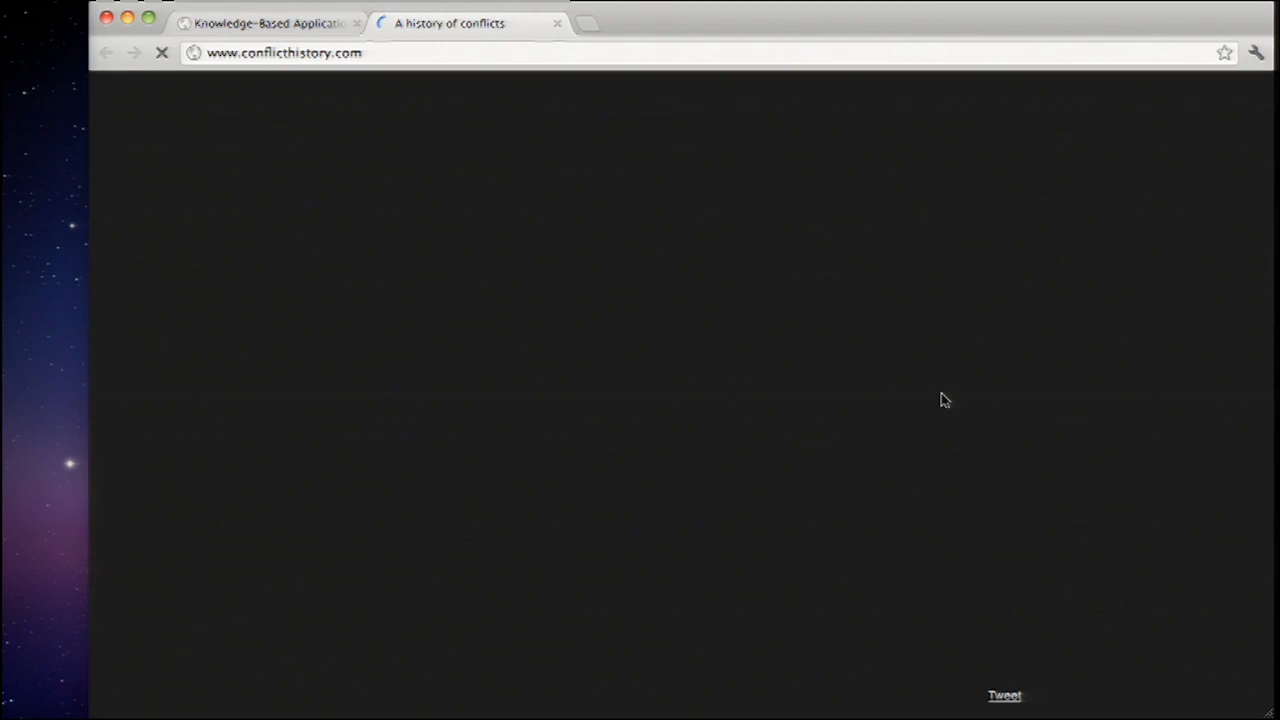 Knowledge-Based Applicatio
A history of conflicts
www.conflicthistory.com
Tweet